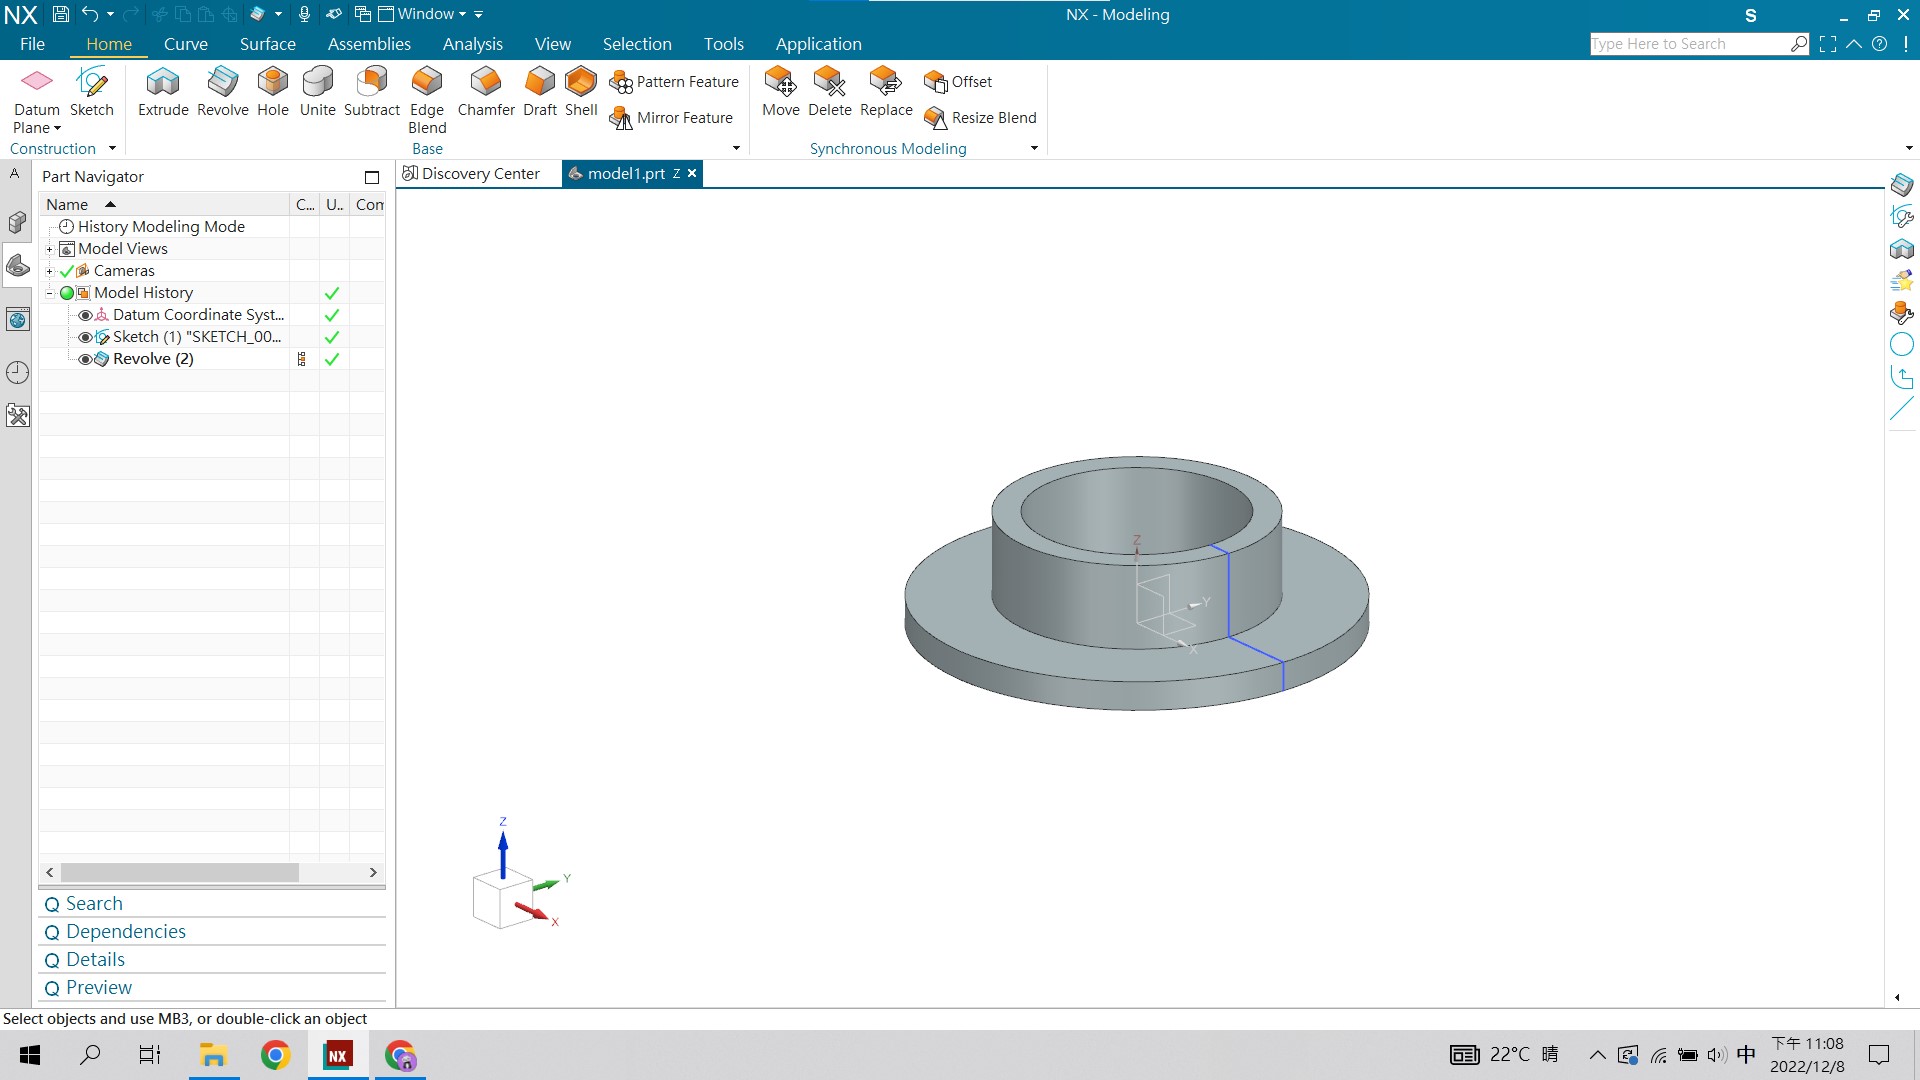 NX Window NX - Modeling S
File Home Curve Surface Assemblies Analysis View Selection Tools Application Type Here to Search
Datum Plane Sketch Extrude Revolve Hole Unite Subtract Edge Blend Chamfer Draft Shell Pattern Feature Mirror Feature Move Delete Replace Offset Resize Blend
Construction Base Synchronous Modeling
A
Part Navigator
Discovery Center model1.prt
Name C... U.. Com
History Modeling Mode
Model Views
Cameras
Model History
Datum Coordinate Syst...
Sketch (1) "SKETCH_00...
Revolve (2)
Z
Y
X
Z
Y
X
Search
Dependencies
Details
Preview
Select objects and use MB3, or double-click an object
NX 22°C 晴 中 下午 11:08
2022/12/8